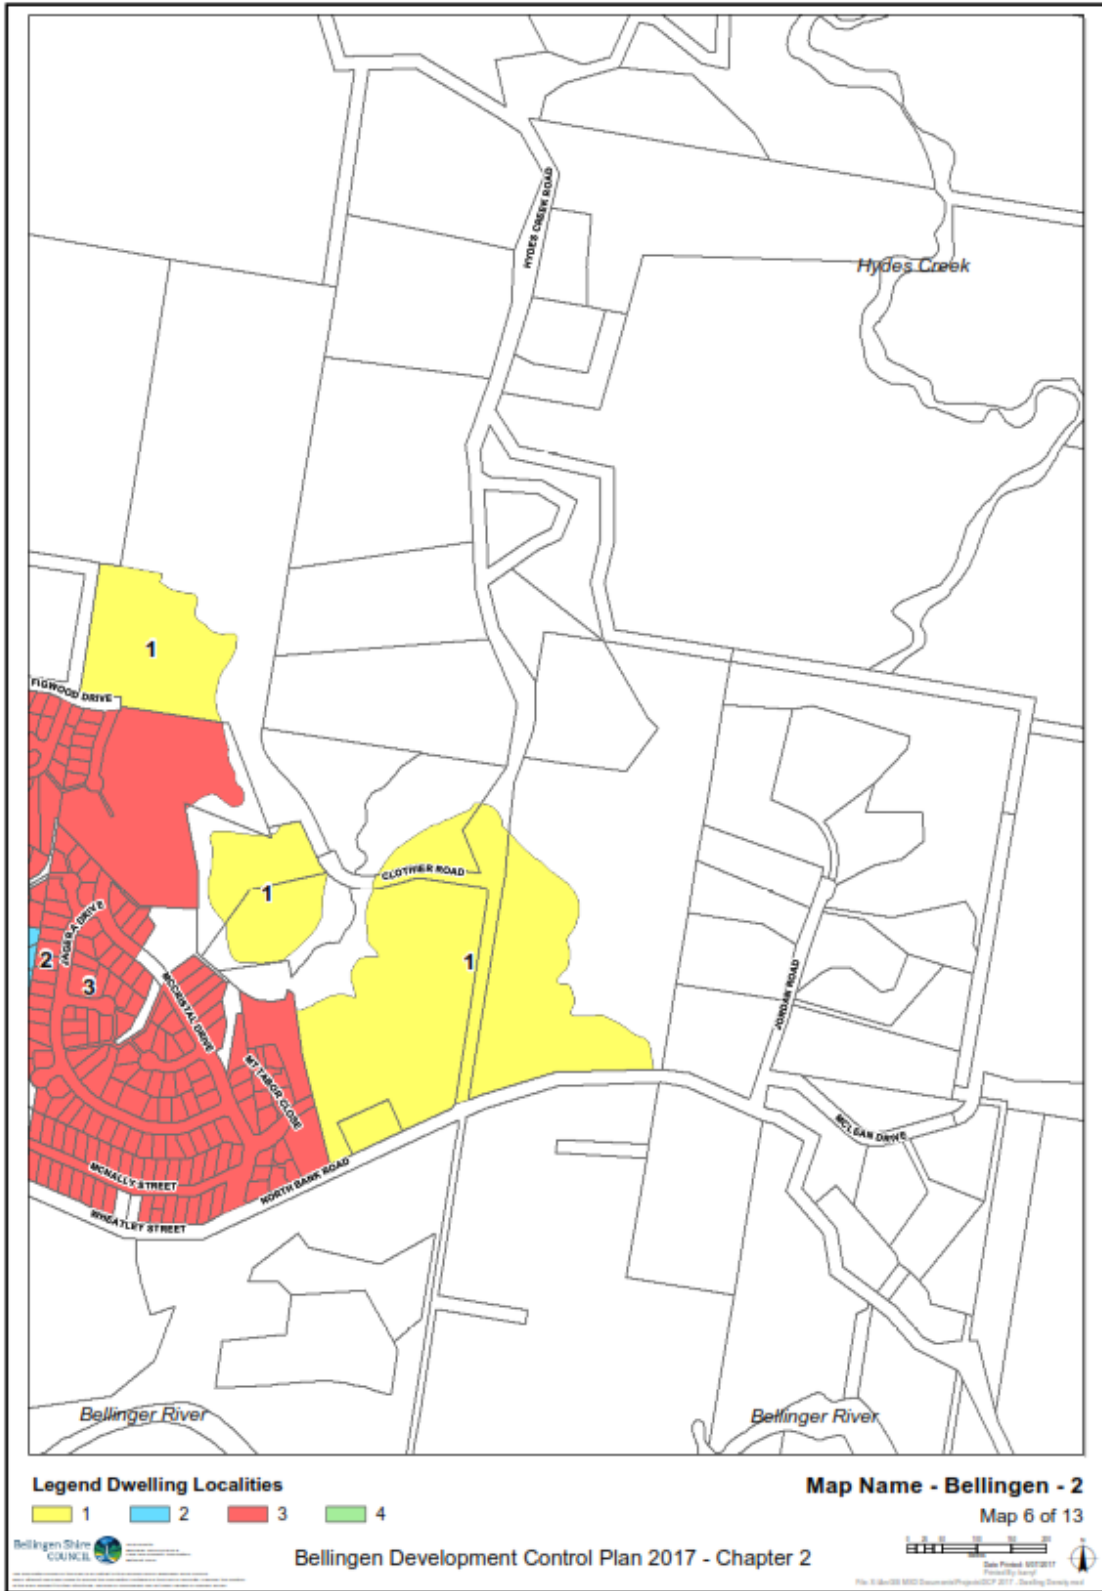 HYDES CREEK ROAD
Hydes Creek
1
FIGWOOD DRIVE
CLOTHIER ROAD
1
JAGERA DRIVE
2
3
1
MCCRISTAL DRIVE
JORDAN ROAD
MT TABOR CLOSE
MCLEAN DRIVE
MCNALLY STREET
NORTH BANK ROAD
WHEATLEY STREET
Bellinger River
Bellinger River
Legend Dwelling Localities
1 2 3 4
Map Name - Bellingen - 2
Map 6 of 13
Bellingen Shire
COUNCIL
Bellingen Development Control Plan 2017 - Chapter 2